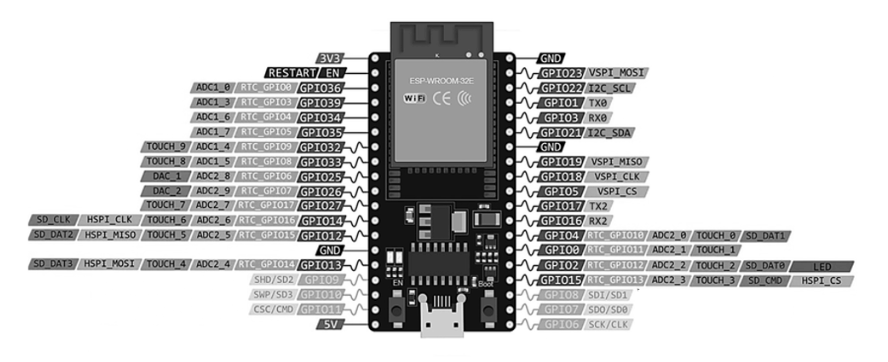 3V3
RESTART EN
ADC1_0 RTC_GPIO0 GPIO36
ADC1_3 RTC_GPIO3 GPIO39
ADC1_6 RTC_GPIO4 GPIO34
ADC1_7 RTC_GPIO5 GPIO35
TOUCH_9 ADC1_4 RTC_GPIO9 GPIO32
TOUCH_8 ADC1_5 RTC_GPIO8 GPIO33
DAC_1 ADC2_8 RTC_GPIO6 GPIO25
DAC_2 ADC2_9 RTC_GPIO7 GPIO26
TOUCH_7 ADC2_7 RTC_GPIO17 GPIO27
SD_CLK HSPI_CLK TOUCH_6 ADC2_6 RTC_GPIO16 GPIO14
SD_DAT2 HSPI_MISO TOUCH_5 ADC2_5 RTC_GPIO15 GPIO12
GND
SD_DAT3 HSPI_MOSI TOUCH_4 ADC2_4 RTC_GPIO14 GPIO13
SHD/SD2 GPIO9
SWP/SD3 GPIO10
CSC/CMD GPIO11
5V
ESP-WROOM-32E
WiFi CE
EN
Boot
GND
GPIO23 VSPI_MOSI
GPIO22 I2C_SCL
GPIO1 TX0
GPIO3 RX0
GPIO21 I2C_SDA
GND
GPIO19 VSPI_MISO
GPIO18 VSPI_CLK
GPIO5 VSPI_CS
GPIO17 TX2
GPIO16 RX2
GPIO4 RTC_GPIO10 ADC2_0 TOUCH_0 SD_DAT1
GPIO0 RTC_GPIO11 ADC2_1 TOUCH_1
GPIO2 RTC_GPIO12 ADC2_2 TOUCH_2 SD_DAT0 LED
GPIO15 RTC_GPIO13 ADC2_3 TOUCH_3 SD_CMD HSPI_CS
GPIO8 SDI/SD1
GPIO7 SDO/SD0
GPIO6 SCK/CLK